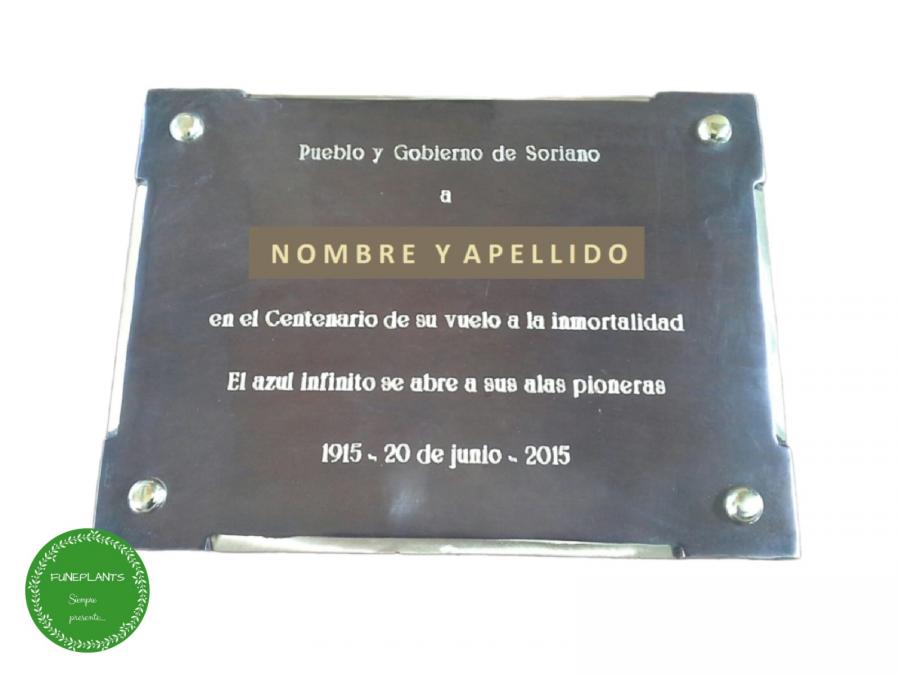 Pueblo y Gobierno de Soriano
a
NOMBRE Y APELLIDO
en el Centenario de su vuelo a la inmortalidad
El azul infinito se abre a sus alas pioneras
1915 - 20 de junio - 2015
FUNEPLANTS
Siempre
presente...